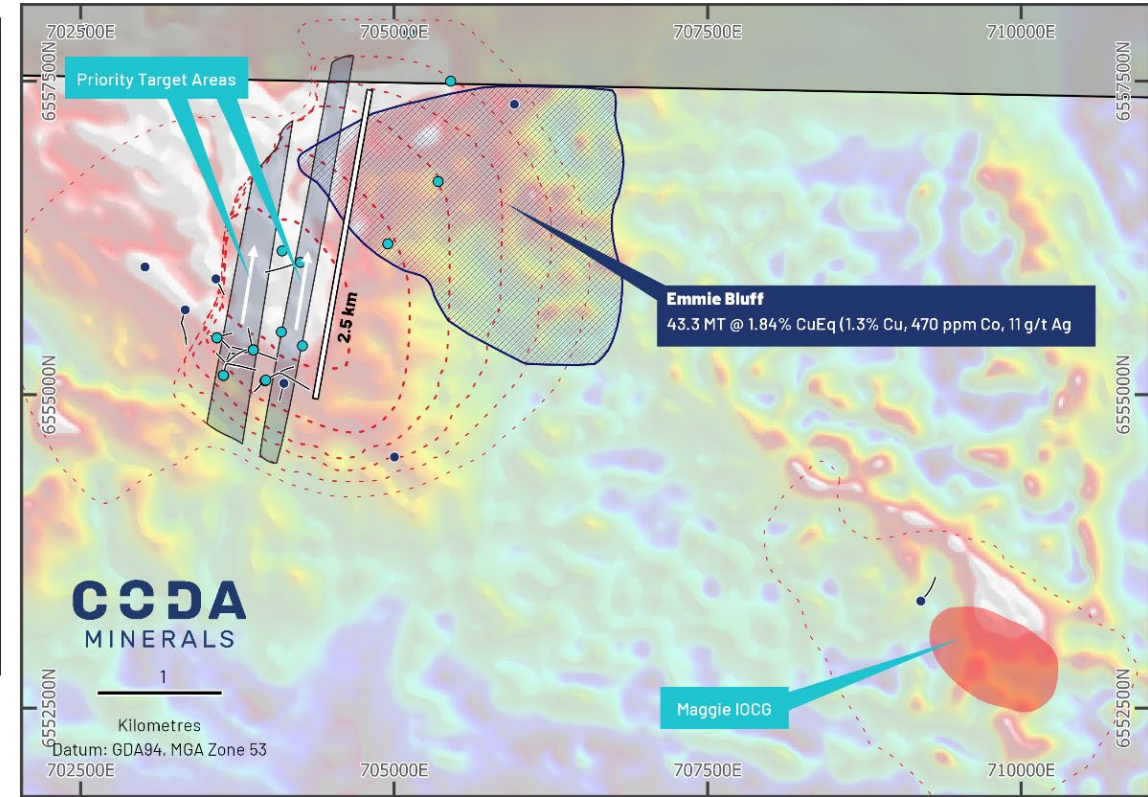 702500E
705000E
707500E
710000E
6557500N
6557500N
Priority Target Areas
2.5 km
Emmie Bluff
43.3 MT @ 1.84% CuEq (1.3% Cu, 470 ppm Co, 11 g/t Ag
6555000N
6555000N
CODA
MINERALS
1
Kilometres
Datum: GDA94, MGA Zone 53
Maggie IOCG
6552500N
6552500N
702500E
705000E
707500E
710000E